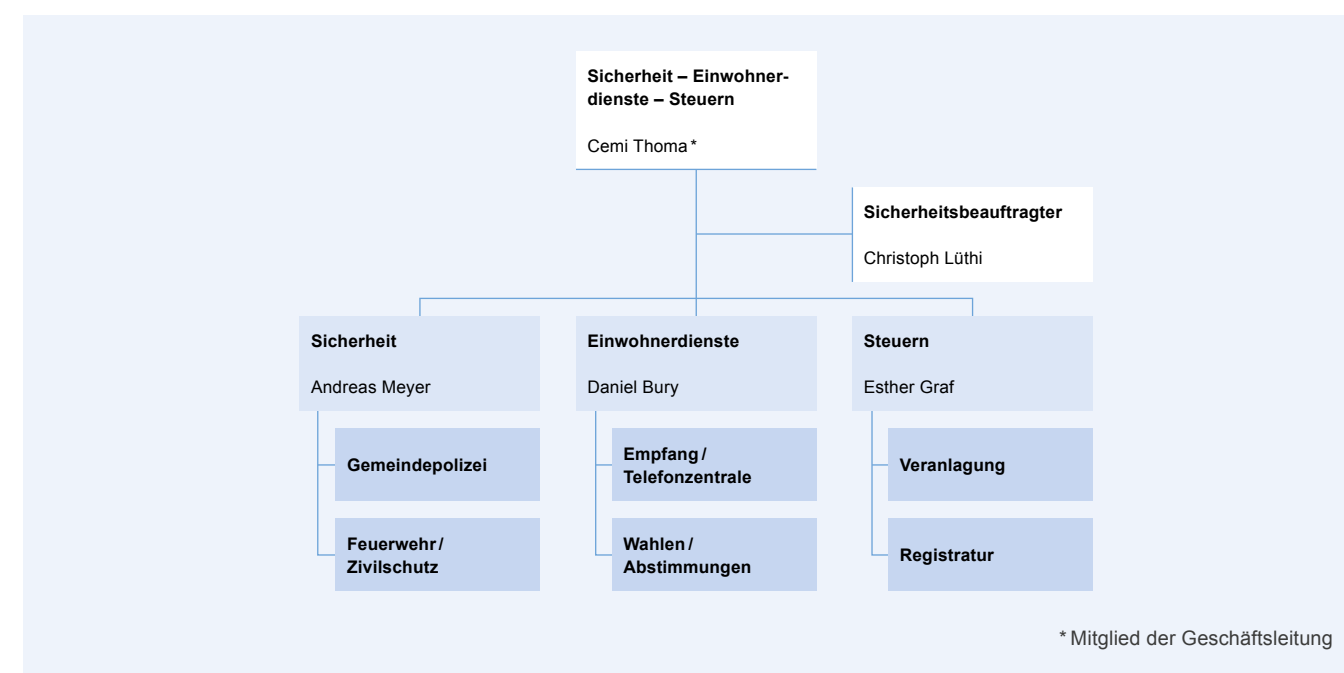 Sicherheit – Einwohner-
dienste – Steuern
Cemi Thoma*
Sicherheitsbeauftragter
Christoph Lüthi
Sicherheit
Andreas Meyer
Einwohnerdienste
Daniel Bury
Steuern
Esther Graf
Gemeindepolizei
Feuerwehr/
Zivilschutz
Empfang/
Telefonzentrale
Wahlen/
Abstimmungen
Veranlagung
Registratur
* Mitglied der Geschäftsleitung